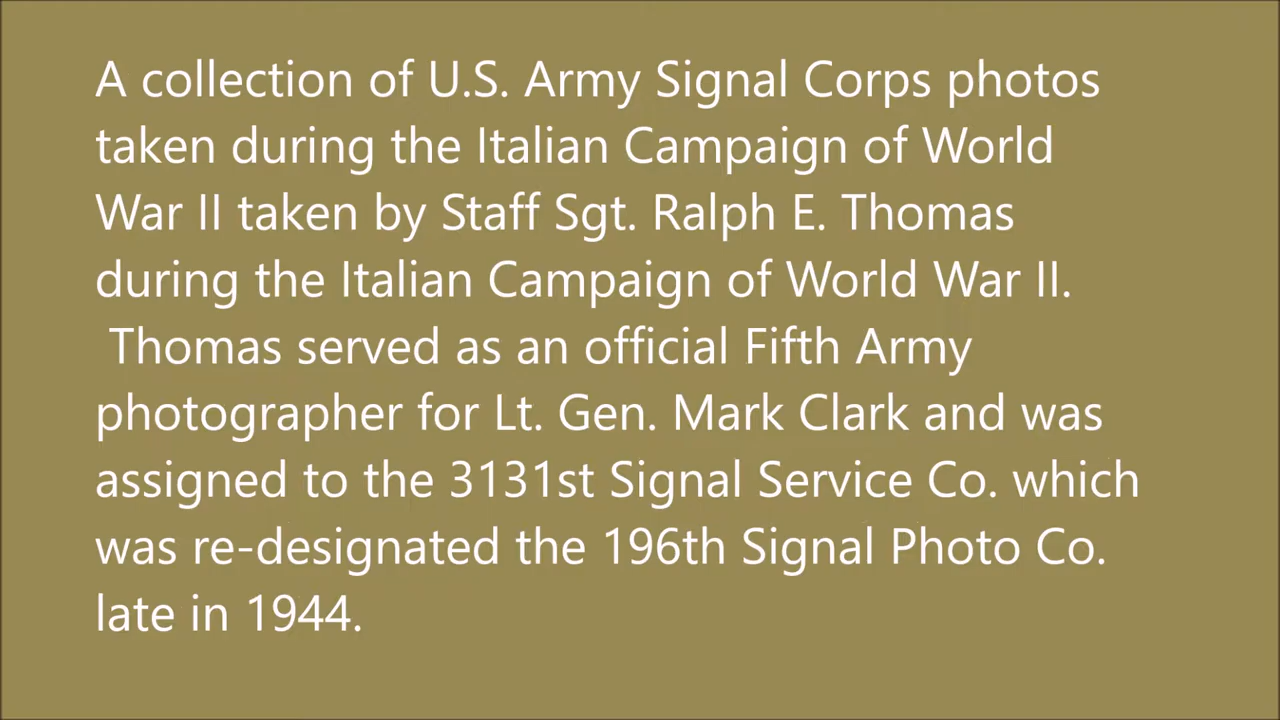 A collection of U.S. Army Signal Corps photos
taken during the Italian Campaign of World
War II taken by Staff Sgt. Ralph E. Thomas
during the Italian Campaign of World War II.
Thomas served as an official Fifth Army
photographer for Lt. Gen. Mark Clark and was
assigned to the 3131st Signal Service Co. which
was re-designated the 196th Signal Photo Co.
late in 1944.